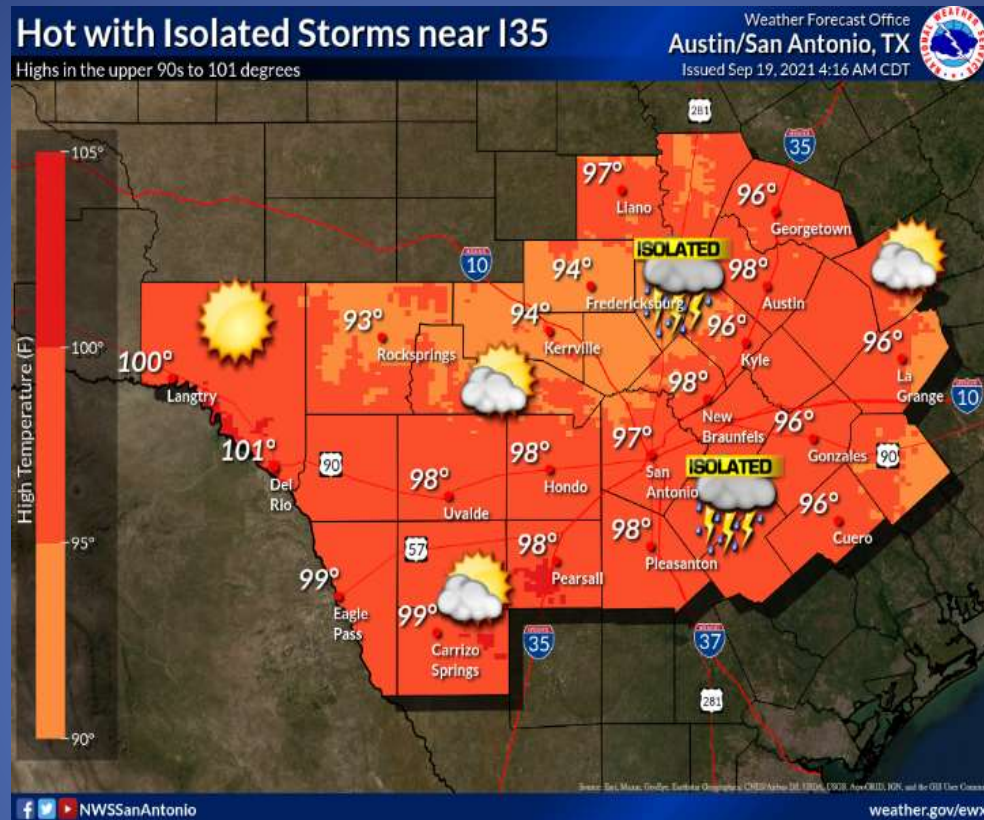 Hot with Isolated Storms near I35
Highs in the upper 90s to 101 degrees
Weather Forecast Office
Austin/San Antonio, TX
Issued Sep 19, 2021 4:16 AM CDT
NATIONAL WEATHER SERVICE
High Temperature (F)
105°
100°
95°
90°
281
35
97°
Llano
96°
Georgetown
10
94°
Fredericksburg
ISOLATED
98°
Austin
93°
Rocksprings
94°
Kerrville
96°
Kyle
96°
La
Grange
100°
Langtry
98°
New
Braunfels
10
101°
Del
Rio
90
98°
Uvalde
98°
Hondo
97°
San
Antonio
96°
Gonzales
90
ISOLATED
57
98°
Pearsall
98°
Pleasanton
96°
Cuero
99°
Eagle
Pass
99°
Carrizo
Springs
35
37
281
NWSSanAntonio
weather.gov/ewx